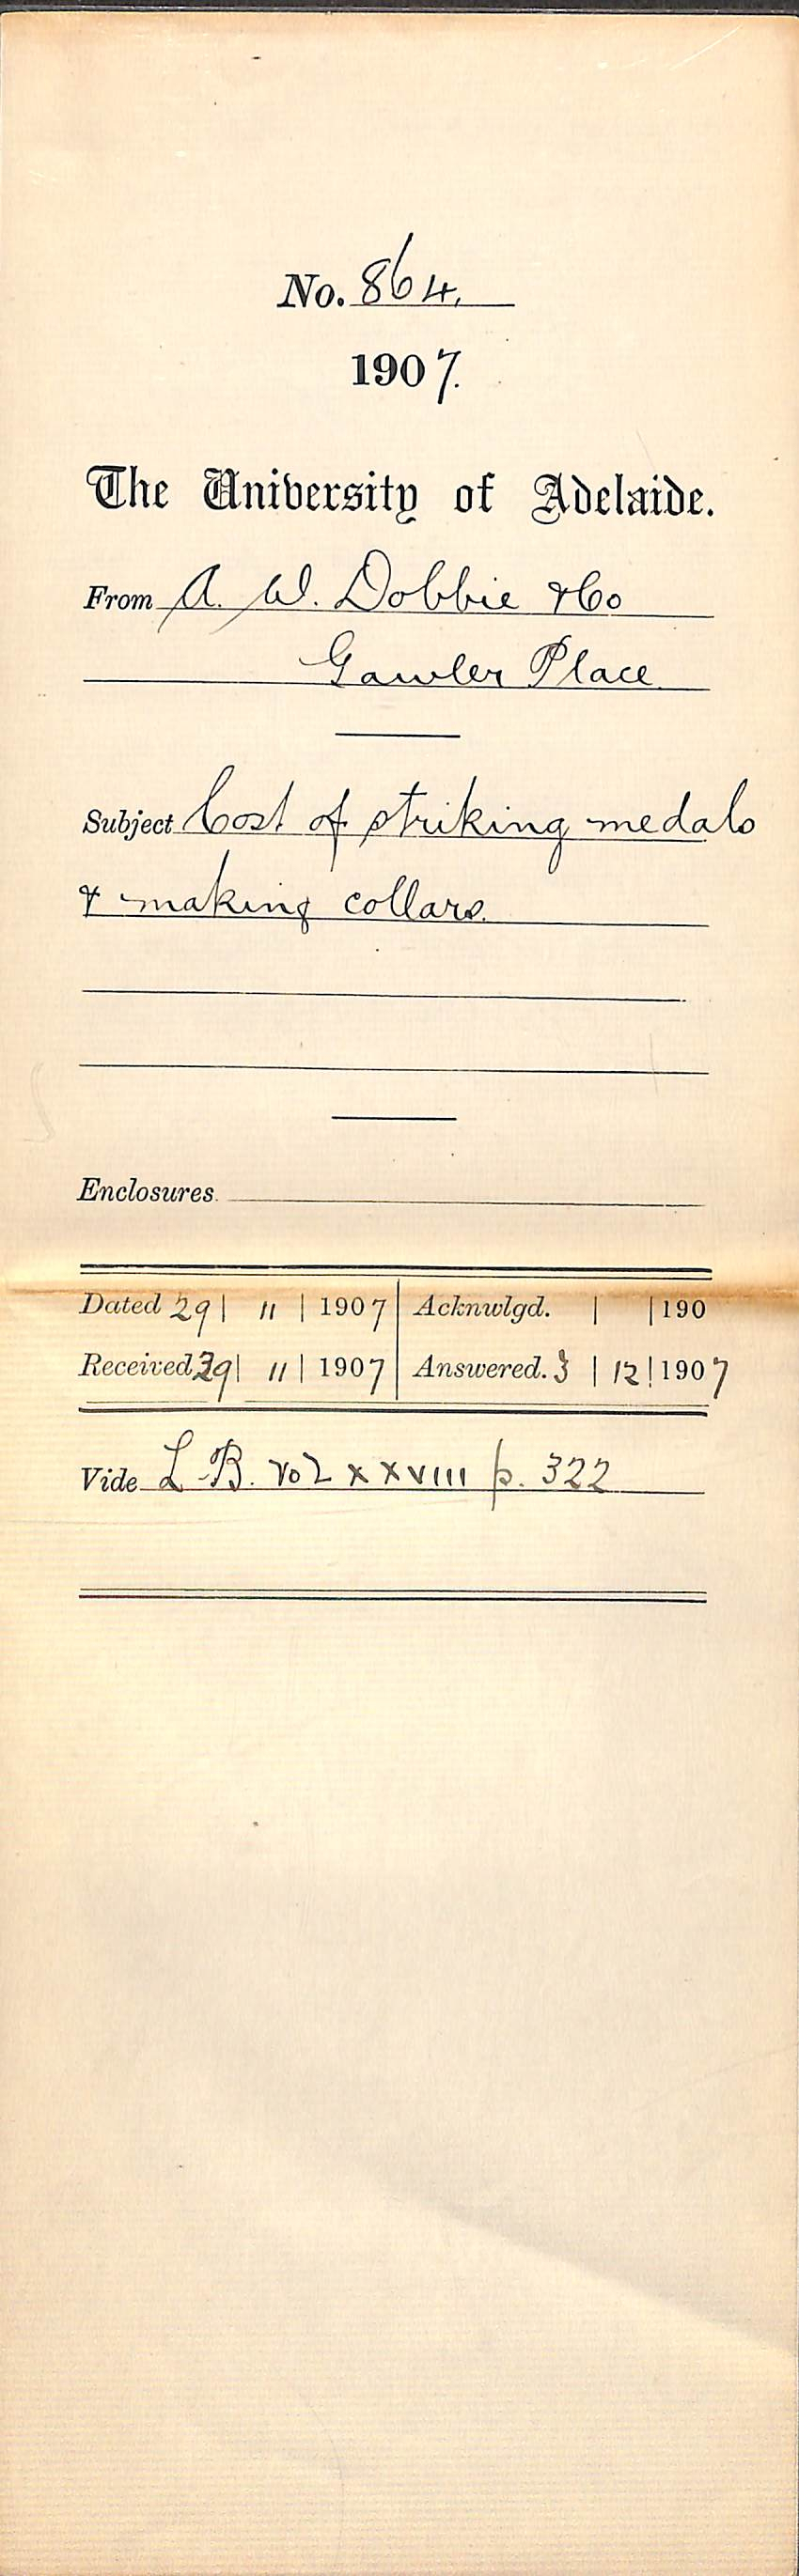 No. 864.
1907.
The University of Adelaide.
From A. W. Dobbie & Co
Gawler Place
Subject Cost of striking medals
& making collars.
Enclosures.
Dated 29 | 11 | 1907 Acknwlgd. | | 190
Received 29 | 11 | 1907 Answered. 3 | 12 | 1907
Vide L.B. Vol xxviii p. 322